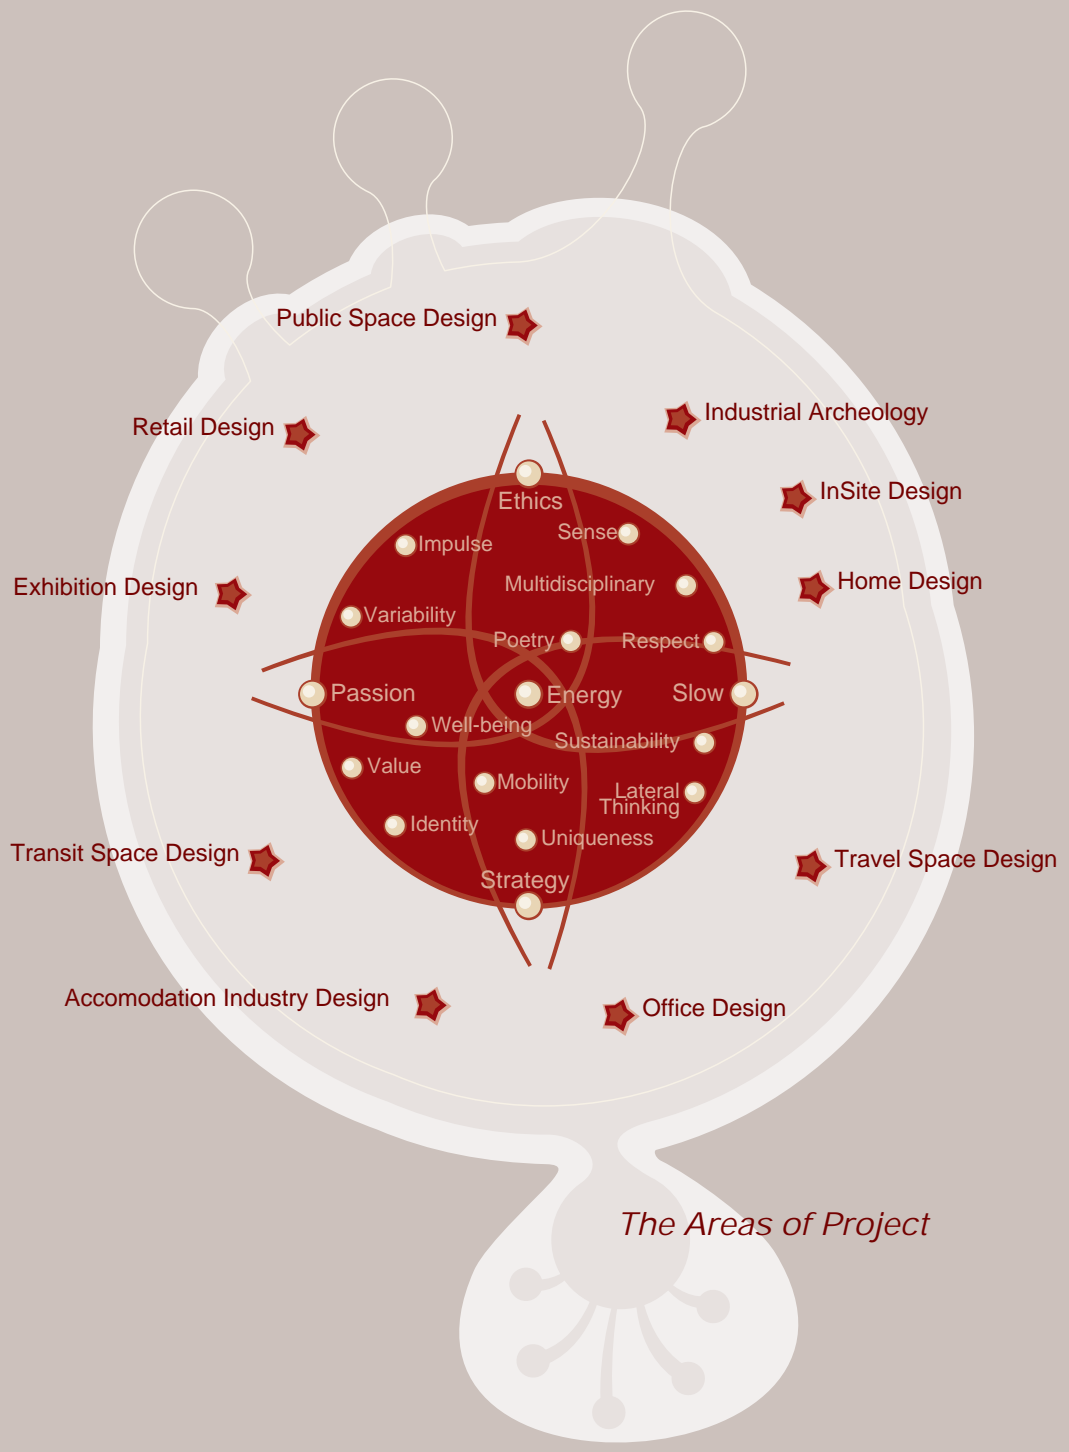 Public Space Design
Industrial Archeology
Retail Design
InSite Design
Ethics
Sense
Impulse
Multidisciplinary
Exhibition Design
Home Design
Variability
Poetry
Respect
Passion
Energy
Slow
Well-being
Sustainability
Value
Mobility
Lateral
Thinking
Identity
Uniqueness
Transit Space Design
Travel Space Design
Strategy
Accomodation Industry Design
Office Design
The Areas of Project